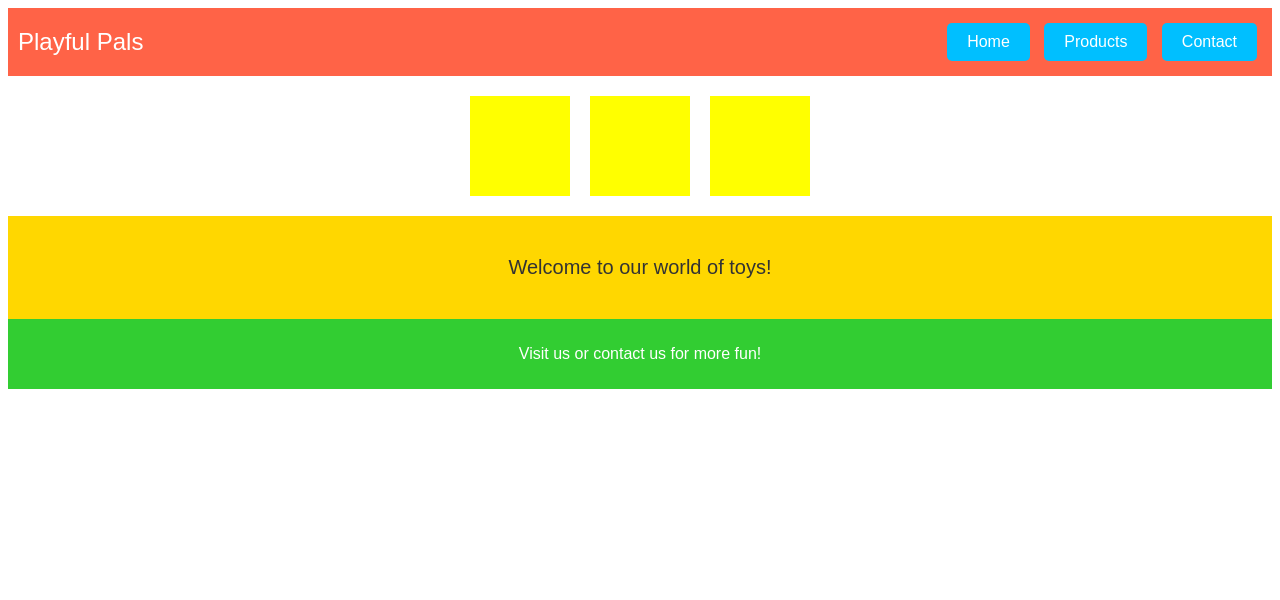 Playful Pals
Home
Products
Contact
Welcome to our world of toys!
Visit us or contact us for more fun!